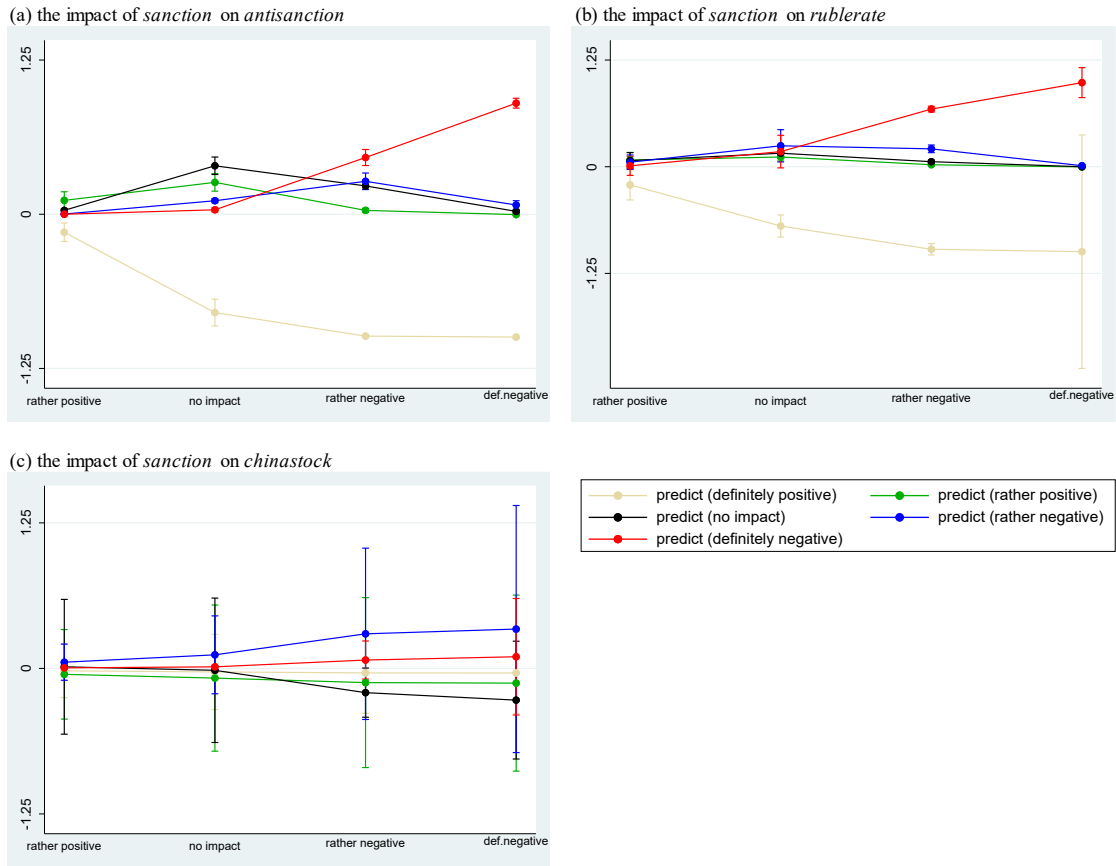 (a) the impact of sanction on antisanction
1.25
0
-1.25
rather positive no impact rather negative def.negative
(b) the impact of sanction on rublerate
1.25
0
-1.25
rather positive no impact rather negative def.negative
(c) the impact of sanction on chinastock
1.25
0
-1.25
rather positive no impact rather negative def.negative
predict (definitely positive) predict (rather positive)
predict (no impact) predict (rather negative)
predict (definitely negative)